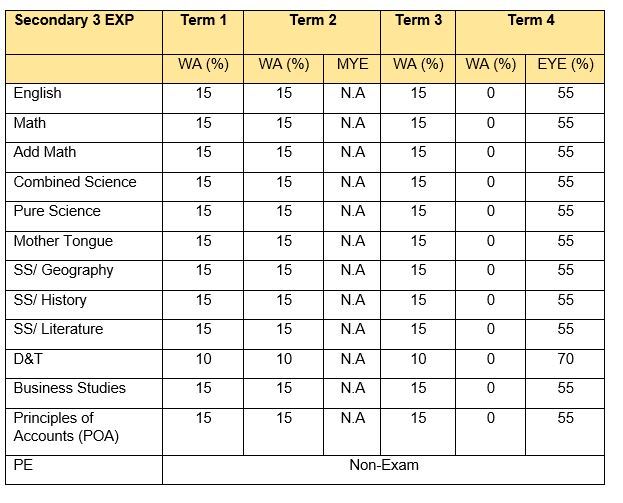 Secondary 3 EXP Term 1 Term 2 Term 3 Term 4
WA (%) WA (%) MYE WA (%) WA (%) EYE (%)
English 15 15 N.A 15 0 55
Math 15 15 N.A 15 0 55
Add Math 15 15 N.A 15 0 55
Combined Science 15 15 N.A 15 0 55
Pure Science 15 15 N.A 15 0 55
Mother Tongue 15 15 N.A 15 0 55
SS/ Geography 15 15 N.A 15 0 55
SS/ History 15 15 N.A 15 0 55
SS/ Literature 15 15 N.A 15 0 55
D&T 10 10 N.A 10 0 70
Business Studies 15 15 N.A 15 0 55
Principles of 15 15 N.A 15 0 55
Accounts (POA)
PE Non-Exam